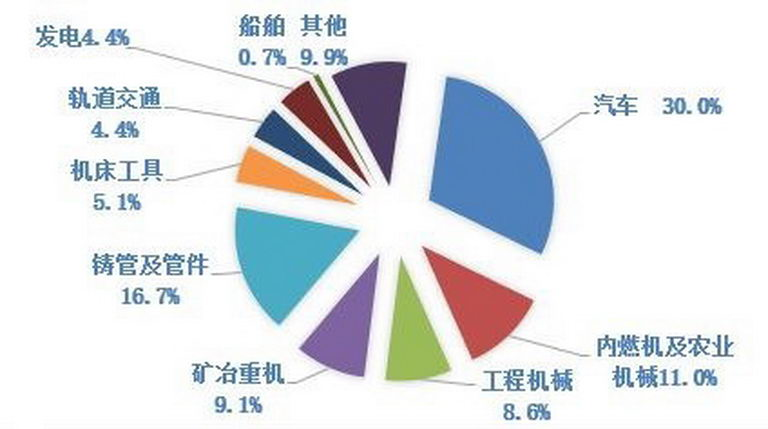 船舶 其他
0.7% 9.9%
发电4.4%
轨道交通
4.4%
机床工具
5.1%
铸管及管件
16.7%
矿冶重机
9.1%
工程机械
8.6%
内燃机及农业
机械11.0%
汽车 30.0%